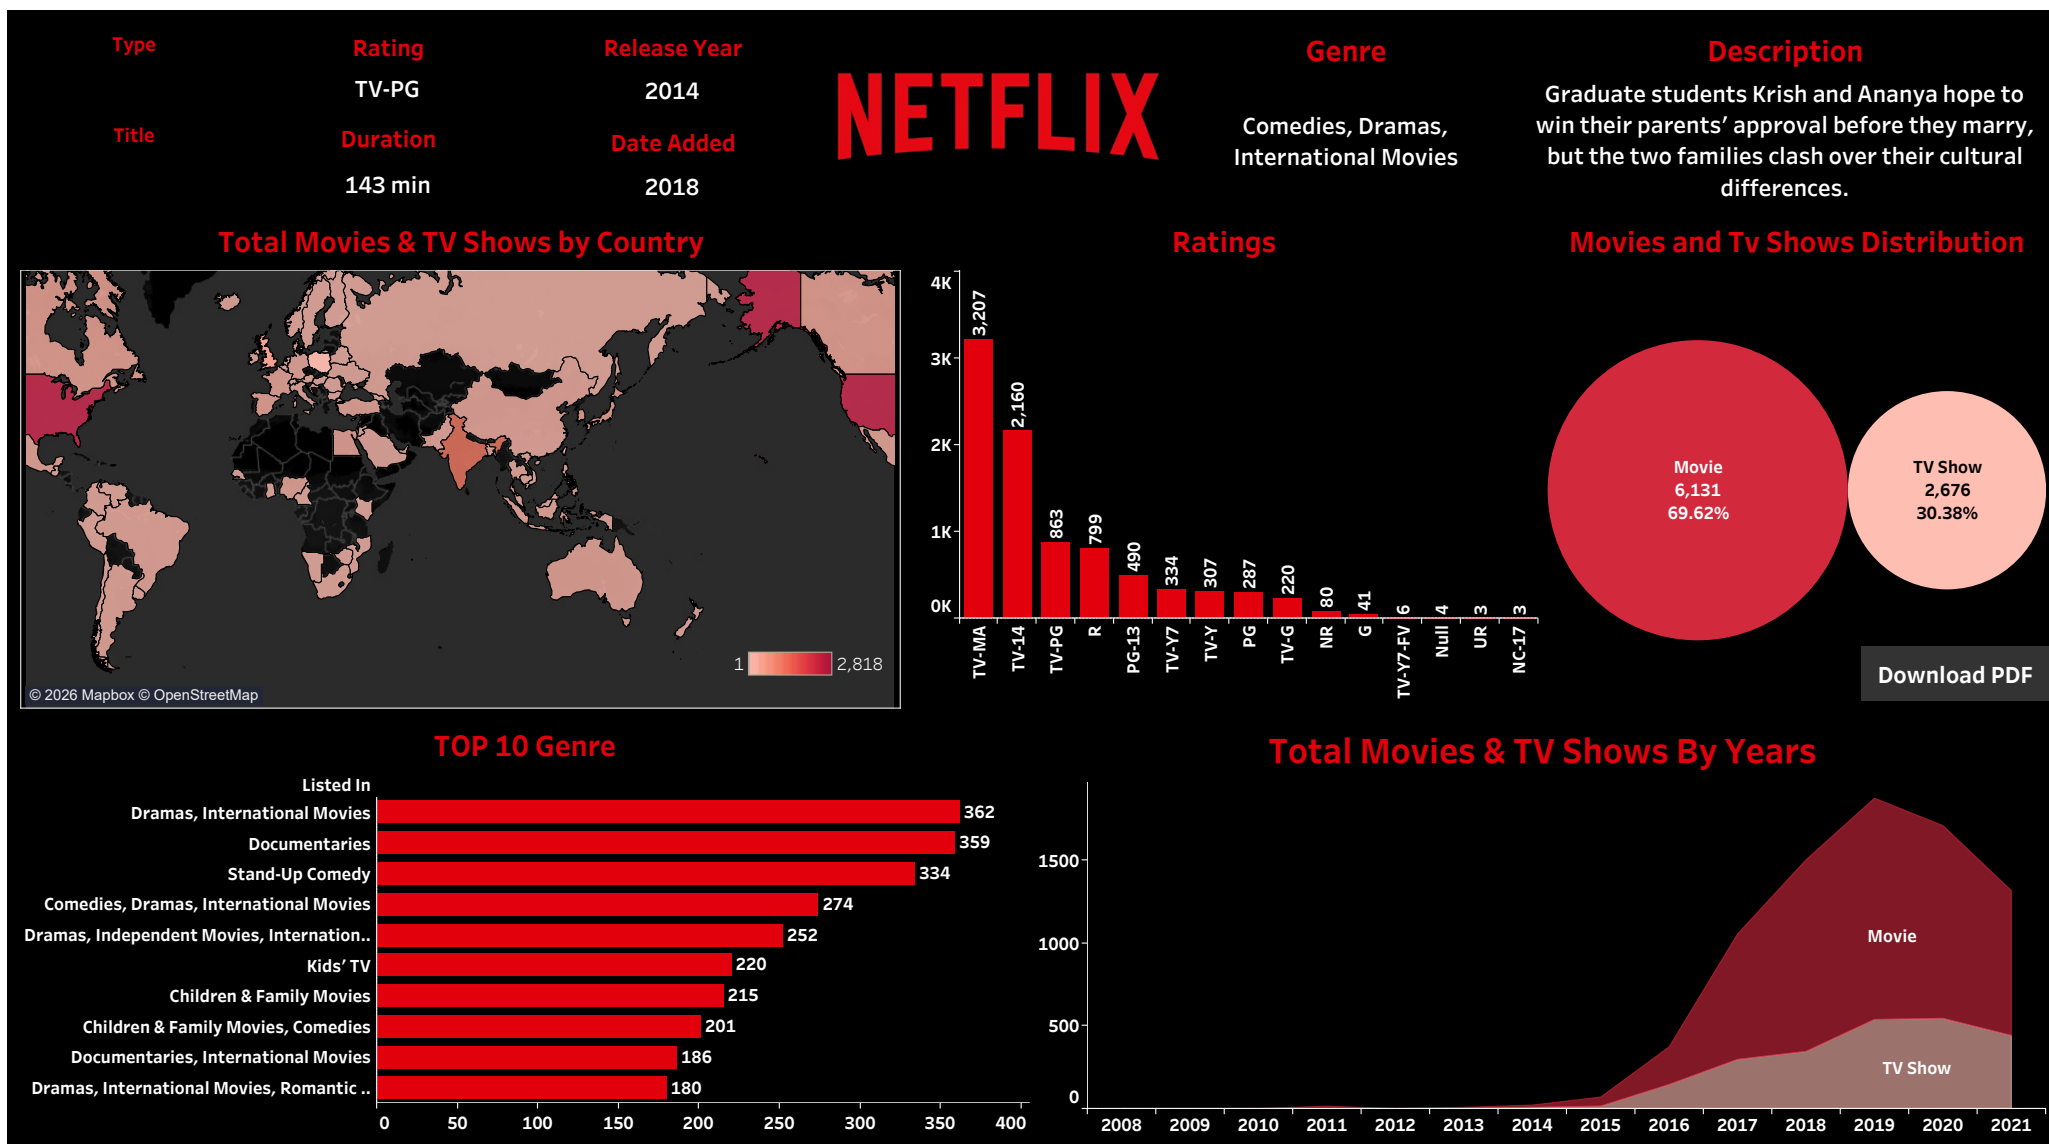 Type
Rating
TV-PG
Release Year
2014
Title
Duration
143 min
Date Added
2018
NETFLIX
Genre
Comedies, Dramas,
International Movies
Description
Graduate students Krish and Ananya hope to
win their parents’ approval before they marry,
but the two families clash over their cultural
differences.
Total Movies & TV Shows by Country
1
2,818
© 2026 Mapbox © OpenStreetMap
Ratings
4K
3K
2K
1K
0K
3,207
2,160
863
799
490
334
307
287
220
80
41
6
4
3
3
TV-MA
TV-14
TV-PG
R
PG-13
TV-Y7
TV-Y
PG
TV-G
NR
G
TV-Y7-FV
Null
UR
NC-17
Movies and Tv Shows Distribution
Movie
6,131
69.62%
TV Show
2,676
30.38%
Download PDF
TOP 10 Genre
Listed In
Dramas, International Movies 362
Documentaries 359
Stand-Up Comedy 334
Comedies, Dramas, International Movies 274
Dramas, Independent Movies, Internation.. 252
Kids’ TV 220
Children & Family Movies 215
Children & Family Movies, Comedies 201
Documentaries, International Movies 186
Dramas, International Movies, Romantic .. 180
0 50 100 150 200 250 300 350 400
Total Movies & TV Shows By Years
1500
1000
500
0
Movie
TV Show
2008 2009 2010 2011 2012 2013 2014 2015 2016 2017 2018 2019 2020 2021